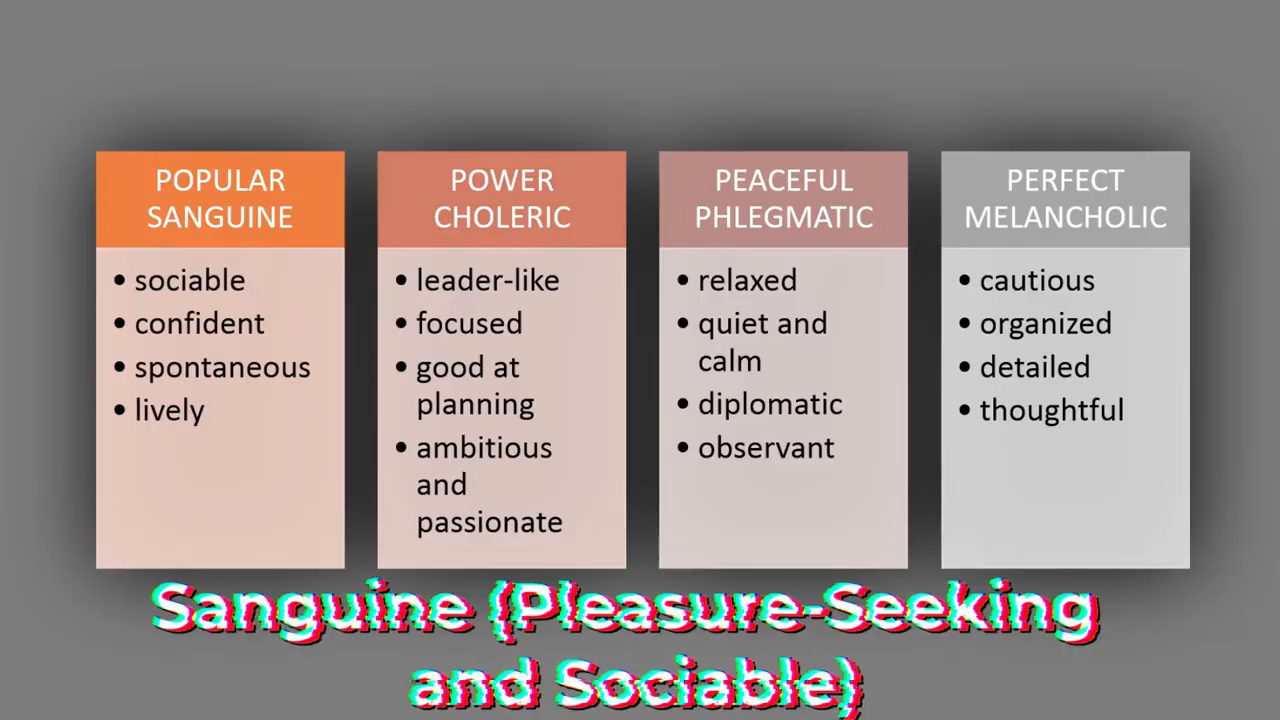 POPULAR
SANGUINE
• sociable
• confident
• spontaneous
• lively
POWER
CHOLERIC
• leader-like
• focused
• good at
planning
• ambitious
and
passionate
PEACEFUL
PHLEGMATIC
• relaxed
• quiet and
calm
• diplomatic
• observant
PERFECT
MELANCHOLIC
• cautious
• organized
• detailed
• thoughtful
Sanguine (Pleasure-Seeking
and Sociable)